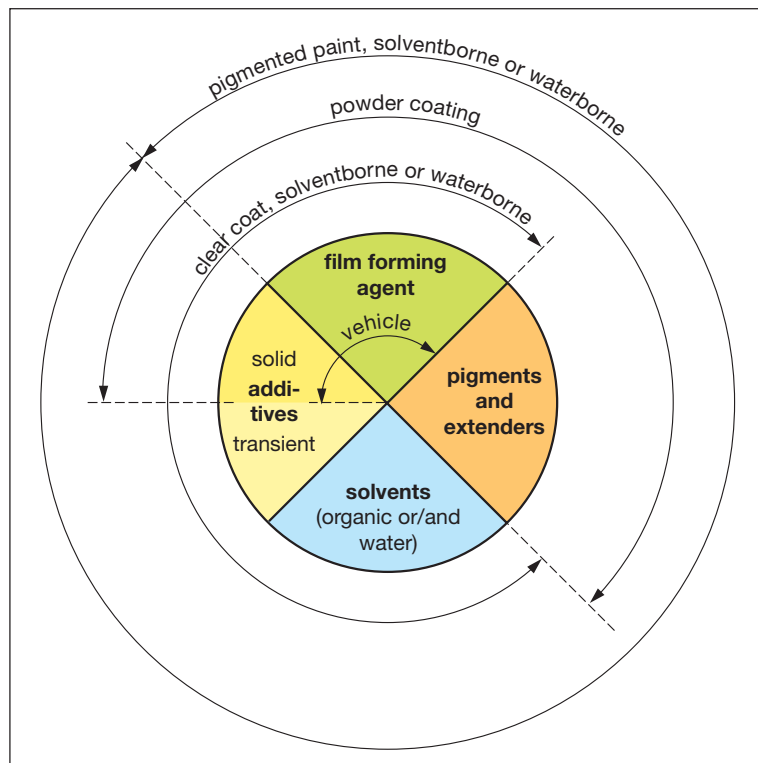 pigmented paint, solventborne or waterborne
powder coating
clear coat, solventborne or waterborne
film forming
agent
vehicle
solid
addi-
tives
transient
pigments
and
extenders
solvents
(organic or/and
water)